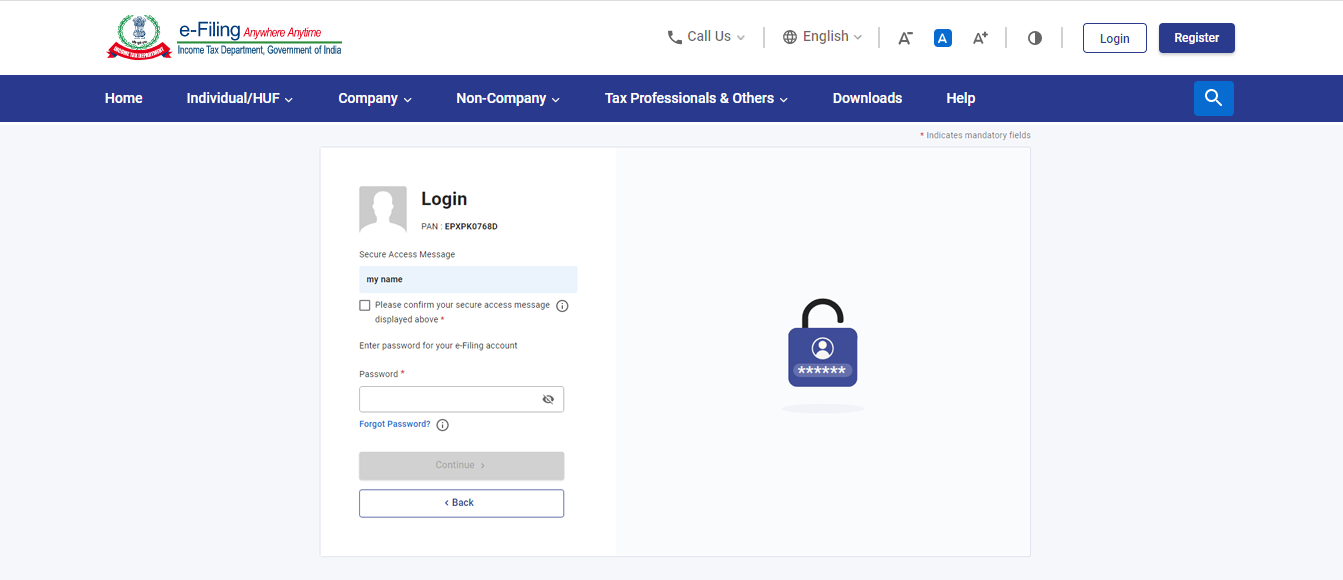 e-Filing Anywhere Anytime
Income Tax Department, Government of India
INCOME TAX DEPARTMENT
Call Us
English
A-
A
A+
Login
Register
Home
Individual/HUF
Company
Non-Company
Tax Professionals & Others
Downloads
Help
* Indicates mandatory fields
Login
PAN : EPXPK0768D
Secure Access Message
my name
Please confirm your secure access message
displayed above *
Enter password for your e-Filing account
Password *
Forgot Password?
Continue >
< Back
******